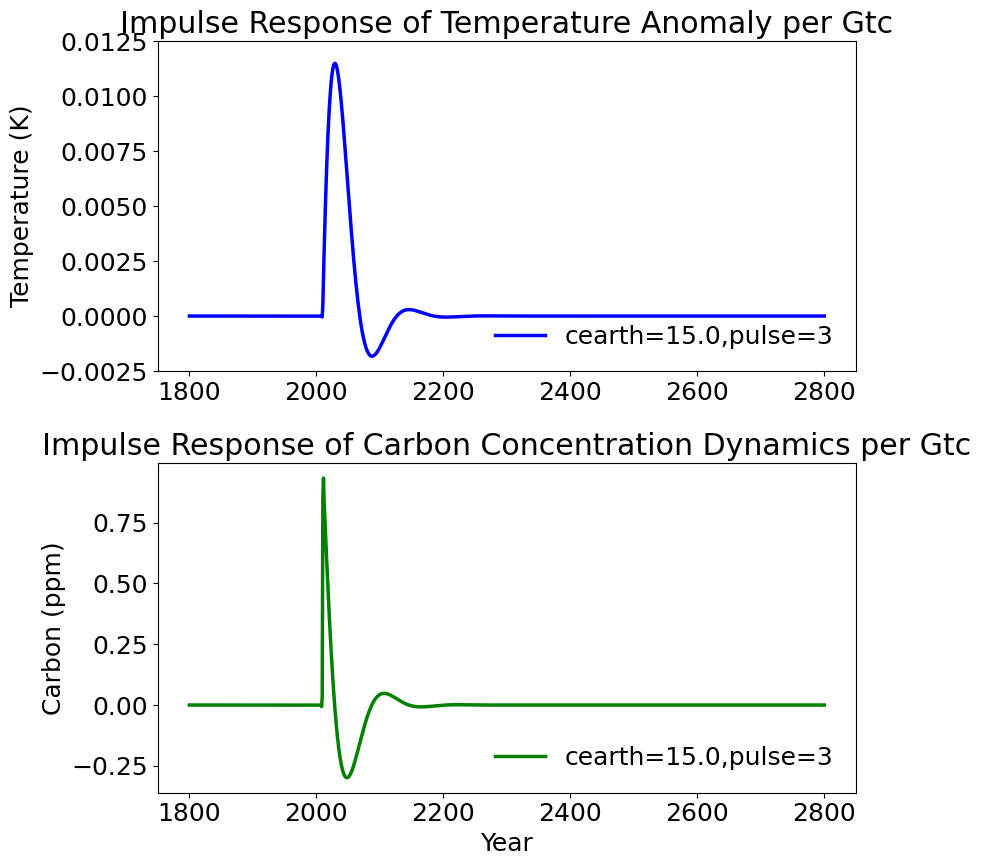 Impulse Response of Temperature Anomaly per Gtc
Temperature (K)
0.0125
0.0100
0.0075
0.0050
0.0025
0.0000
−0.0025
cearth=15.0,pulse=3
1800 2000 2200 2400 2600 2800
Impulse Response of Carbon Concentration Dynamics per Gtc
Carbon (ppm)
0.75
0.50
0.25
0.00
−0.25
cearth=15.0,pulse=3
1800 2000 2200 2400 2600 2800
Year